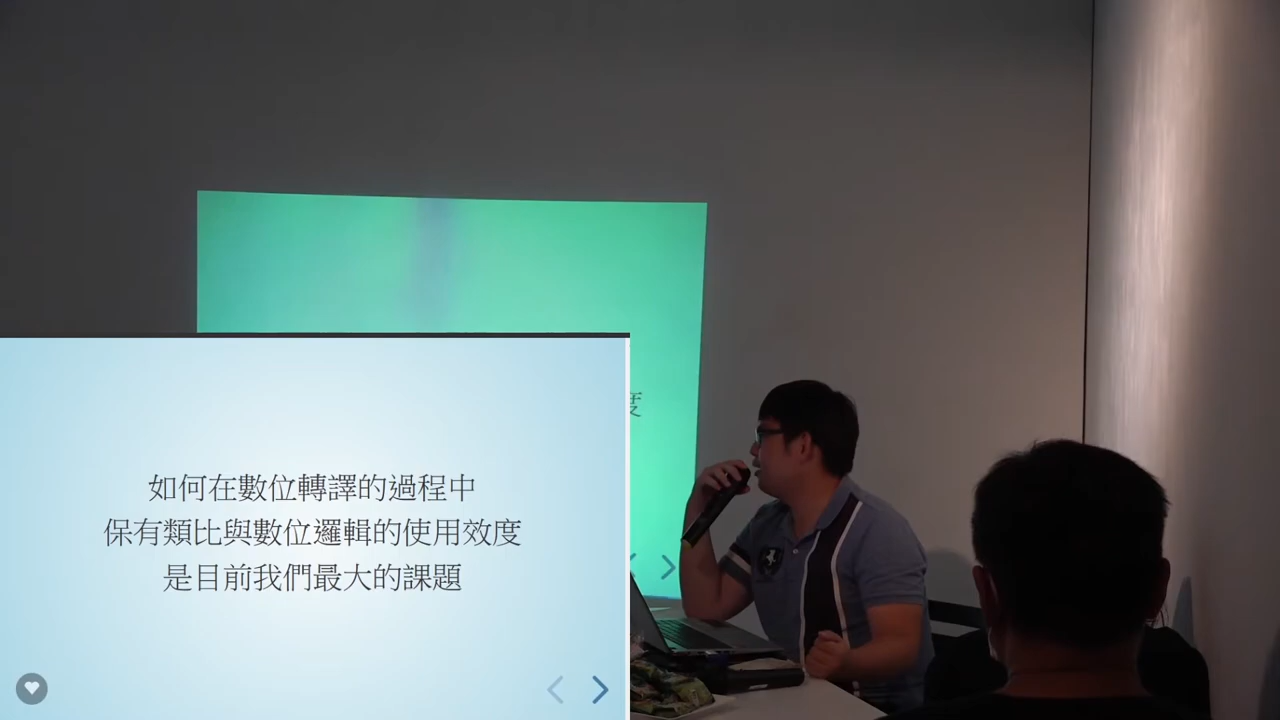 如何在數位轉譯的過程中
保有類比與數位邏輯的使用效度
是目前我們最大的課題
度